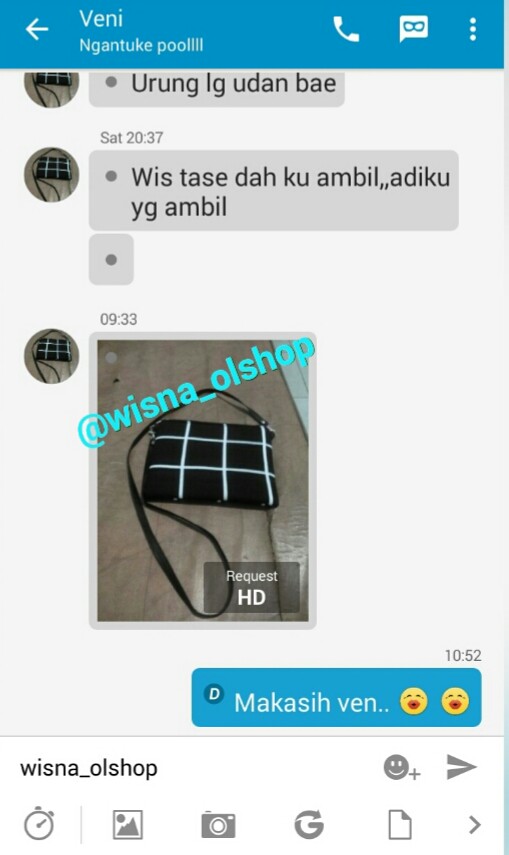 Veni
Ngantuke poollll
Urung lg udan bae
Sat 20:37
Wis tase dah ku ambil,,adiku
yg ambil
09:33
@wisna_olshop
Request
HD
10:52
D Makasih ven..
wisna_olshop